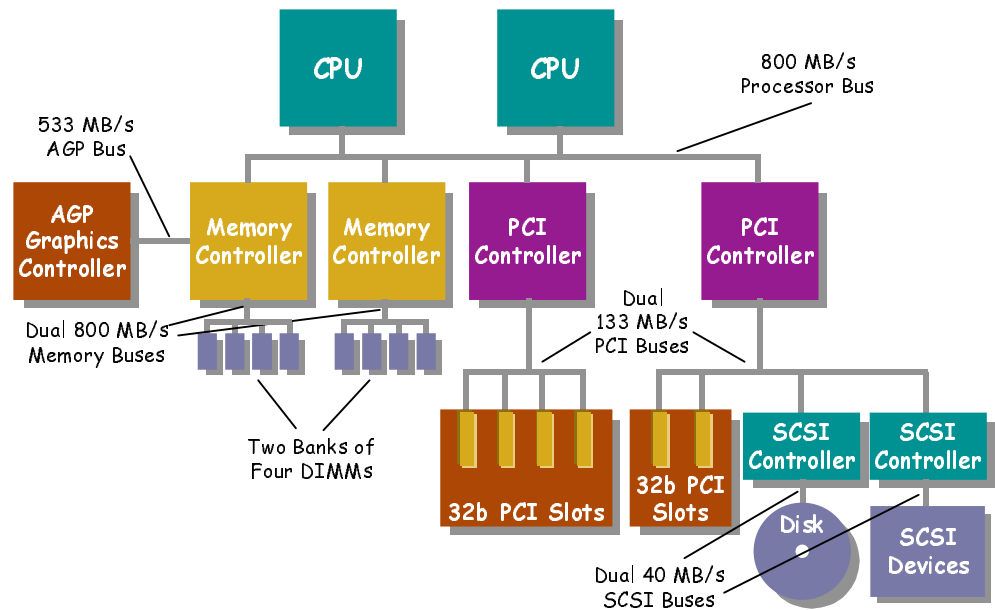 CPU
CPU
800 MB/s
Processor Bus
533 MB/s
AGP Bus
AGP
Graphics
Controller
Memory
Controller
Memory
Controller
PCI
Controller
PCI
Controller
Dual 800 MB/s
Memory Buses
Dual
133 MB/s
PCI Buses
Two Banks of
Four DIMMs
32b PCI Slots
32b PCI
Slots
SCSI
Controller
SCSI
Controller
Disk
SCSI
Devices
Dual 40 MB/s
SCSI Buses